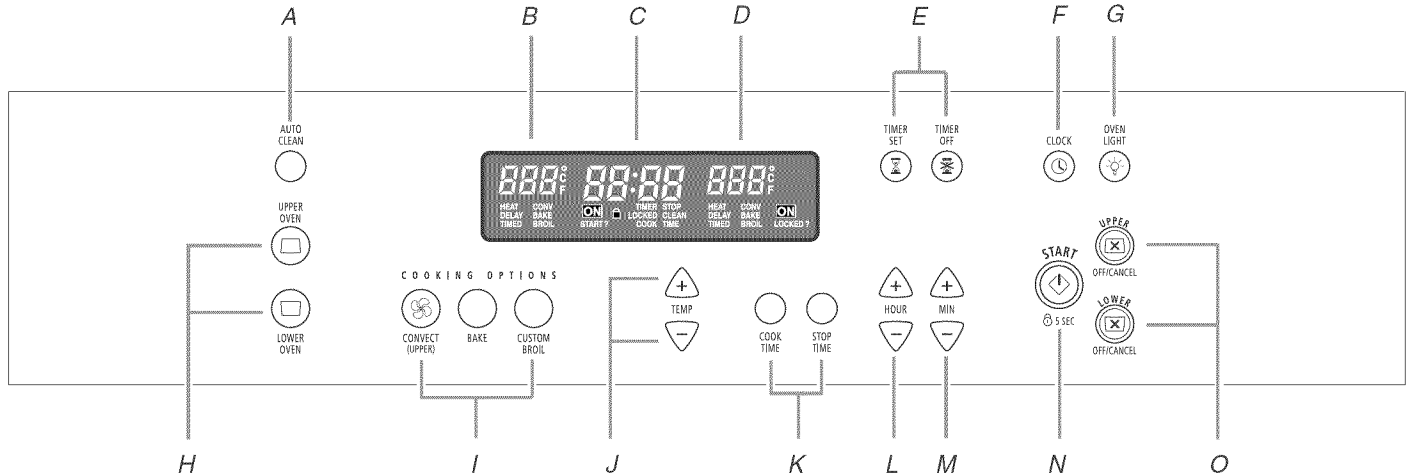 A B C D E F G
AUTO
CLEAN
888°C F 88:88 888°C F
HEAT CONV TIMER STOP HEAT CONV
DELAY BAKE ON LOCKED CLEAN DELAY BAKE ON
TIMED BROIL START? COOK TIME TIMED BROIL LOCKED?
TIMER
SET
TIMER
OFF
CLOCK
OVEN
LIGHT
UPPER
OVEN
LOWER
OVEN
COOKING OPTIONS
CONVECT
(UPPER)
BAKE
CUSTOM
BROIL
+
TEMP
−
COOK
TIME
STOP
TIME
+
HOUR
−
+
MIN
−
START
5 SEC
UPPER
X
OFF/CANCEL
LOWER
X
OFF/CANCEL
H I J K L M N O